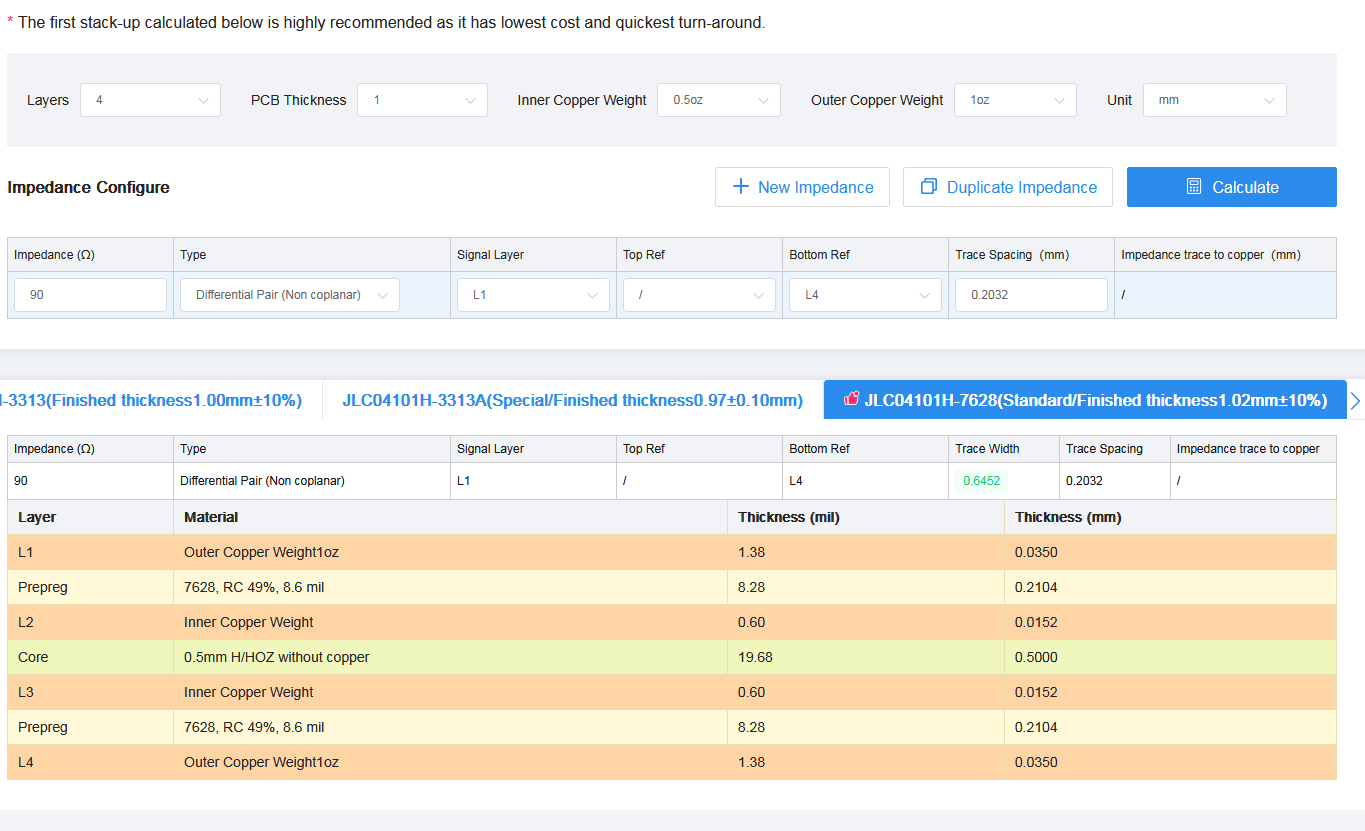 * The first stack-up calculated below is highly recommended as it has lowest cost and quickest turn-around.
Layers 4 PCB Thickness 1 Inner Copper Weight 0.5oz Outer Copper Weight 1oz Unit mm
Impedance Configure New Impedance Duplicate Impedance Calculate
Impedance (Ω) Type Signal Layer Top Ref Bottom Ref Trace Spacing (mm) Impedance trace to copper (mm)
90 Differential Pair (Non coplanar) L1 / L4 0.2032 /
-3313(Finished thickness1.00mm±10%) JLC04101H-3313A(Special/Finished thickness0.97±0.10mm) JLC04101H-7628(Standard/Finished thickness1.02mm±10%)
Impedance (Ω) Type Signal Layer Top Ref Bottom Ref Trace Width Trace Spacing Impedance trace to copper
90 Differential Pair (Non coplanar) L1 / L4 0.6452 0.2032 /
Layer Material Thickness (mil) Thickness (mm)
L1 Outer Copper Weight1oz 1.38 0.0350
Prepreg 7628, RC 49%, 8.6 mil 8.28 0.2104
L2 Inner Copper Weight 0.60 0.0152
Core 0.5mm H/HOZ without copper 19.68 0.5000
L3 Inner Copper Weight 0.60 0.0152
Prepreg 7628, RC 49%, 8.6 mil 8.28 0.2104
L4 Outer Copper Weight1oz 1.38 0.0350